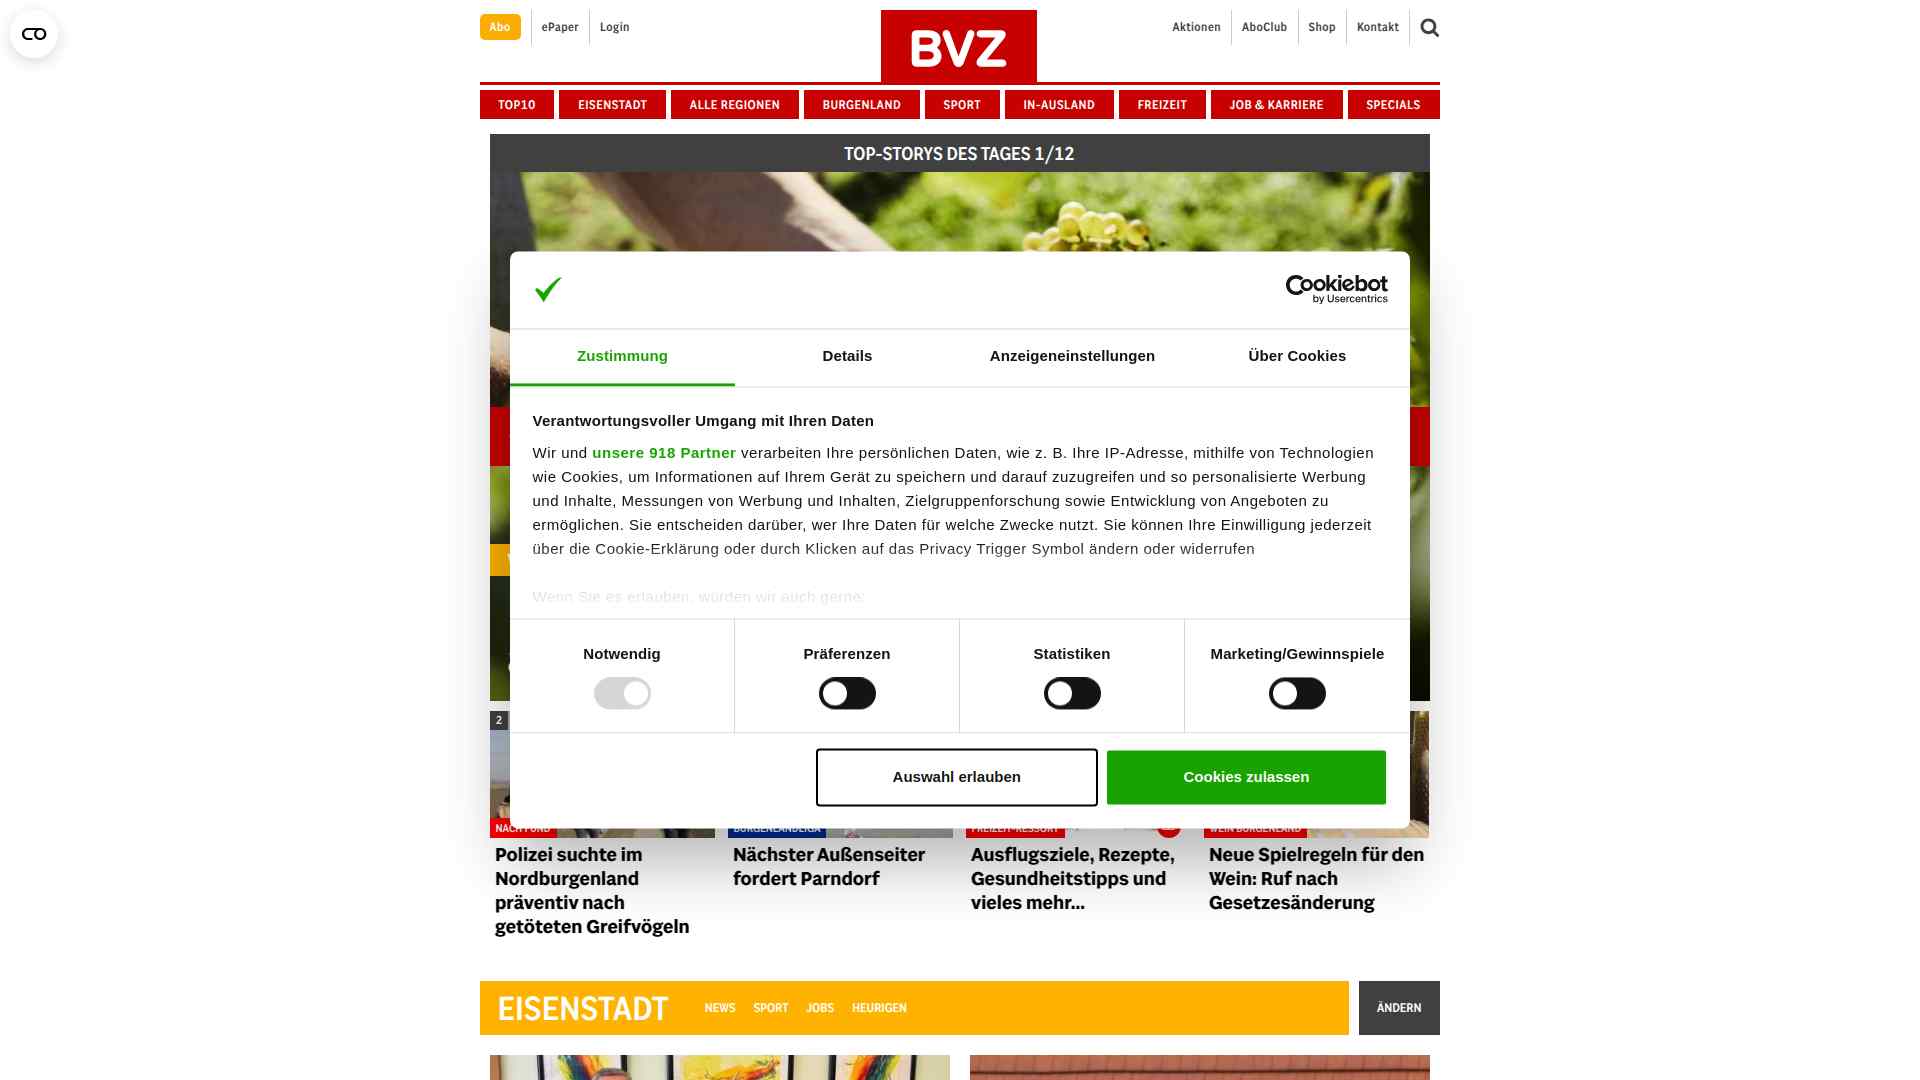 Abo
ePaper
Login
BVZ
Aktionen
AboClub
Shop
Kontakt
TOP10
EISENSTADT
ALLE REGIONEN
BURGENLAND
SPORT
IN-AUSLAND
FREIZEIT
JOB & KARRIERE
SPECIALS
TOP-STORYS DES TAGES 1/12
Cookiebot
by Usercentrics
Zustimmung
Details
Anzeigeneinstellungen
Über Cookies
Verantwortungsvoller Umgang mit Ihren Daten
Wir und unsere 918 Partner verarbeiten Ihre persönlichen Daten, wie z. B. Ihre IP-Adresse, mithilfe von Technologien
wie Cookies, um Informationen auf Ihrem Gerät zu speichern und darauf zuzugreifen und so personalisierte Werbung
und Inhalte, Messungen von Werbung und Inhalten, Zielgruppenforschung sowie Entwicklung von Angeboten zu
ermöglichen. Sie entscheiden darüber, wer Ihre Daten für welche Zwecke nutzt. Sie können Ihre Einwilligung jederzeit
über die Cookie-Erklärung oder durch Klicken auf das Privacy Trigger Symbol ändern oder widerrufen
Wenn Sie es erlauben, würden wir auch gerne:
Notwendig
Präferenzen
Statistiken
Marketing/Gewinnspiele
Auswahl erlauben
Cookies zulassen
2
NACH FUND
BURGENLANDLIGA
FREIZEIT-RESSORT
WEIN BURGENLAND
Polizei suchte im
Nordburgenland
präventiv nach
getöteten Greifvögeln
Nächster Außenseiter
fordert Parndorf
Ausflugsziele, Rezepte,
Gesundheitstipps und
vieles mehr...
Neue Spielregeln für den
Wein: Ruf nach
Gesetzesänderung
EISENSTADT
NEWS
SPORT
JOBS
HEURIGEN
ÄNDERN